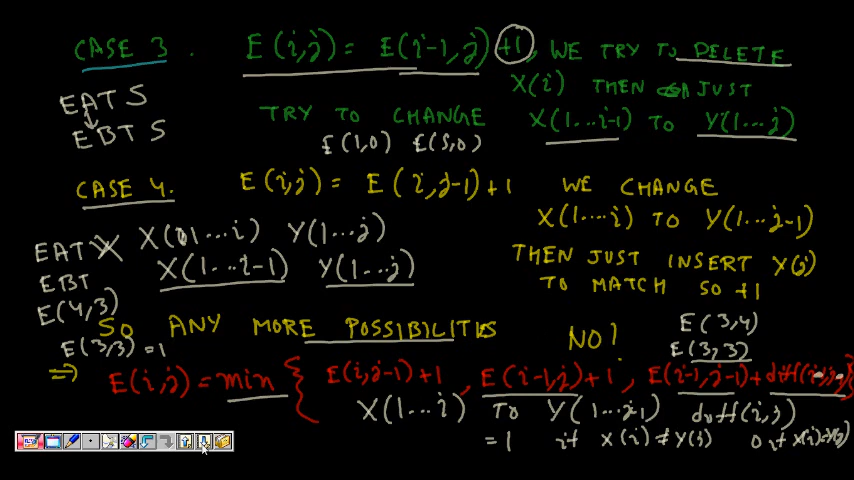 CASE 3 . E(i,j) = E(i-1,j) +1, WE TRY TO DELETE
X(i) THEN JUST
EATS
EBTS
TRY TO CHANGE X(1...i-1) TO Y(1...j)
E(1,0) E(5,0)
CASE 4. E(i,j) = E(i,j-1)+1 WE CHANGE
X(1....i) TO Y(1...j-1)
EATX X(1...i) Y(1...j)
THEN JUST INSERT X(j)
EBT X(1...i-1) Y(1...j)
TO MATCH SO +1
E(4,3)
SO ANY MORE POSSIBILITIES NO!
E(3,4)
E(3,3) =1
E(3,3)
=> E(i,j) = min { E(i,j-1)+1, E(i-1,j)+1, E(i-1,j-1)+diff(i,j)
X(1...i) TO Y(1...j-1) diff(i,j)
=1 if X(i)≠Y(j) 0 if X(i)=Y(j)